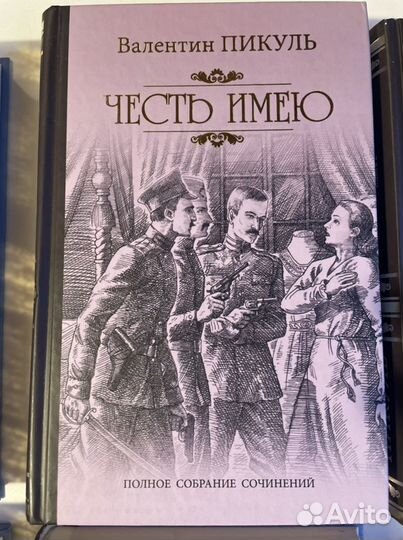 Валентин ПИКУЛЬ
ЧЕСТЬ ИМЕЮ
ПОЛНОЕ СОБРАНИЕ СОЧИНЕНИЙ
Avito